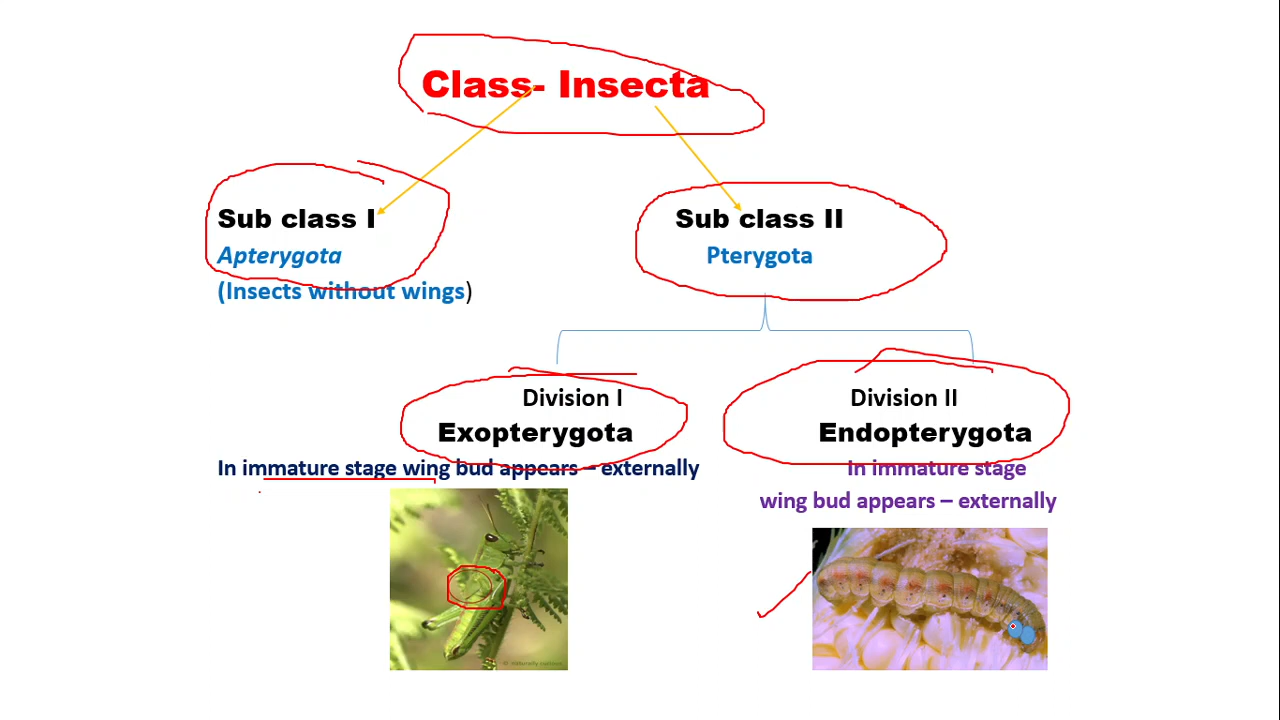 Class- Insecta
Sub class I
Apterygota
(Insects without wings)
Sub class II
Pterygota
Division I
Exopterygota
In immature stage wing bud appears – externally
Division II
Endopterygota
In immature stage
wing bud appears – externally